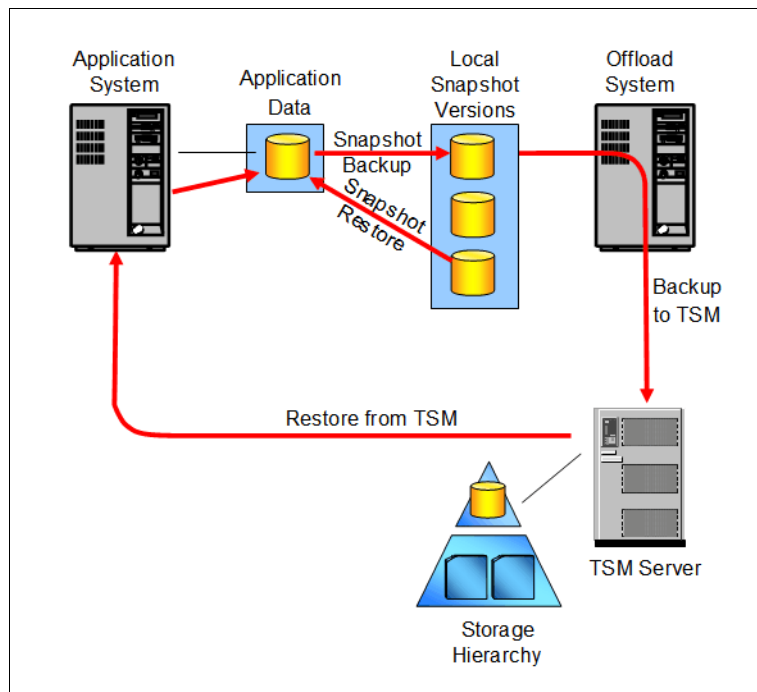 Application
System
Application
Data
Local
Snapshot
Versions
Offload
System
Snapshot
Backup
Snapshot
Restore
Backup
to TSM
Restore from TSM
TSM Server
Storage
Hierarchy